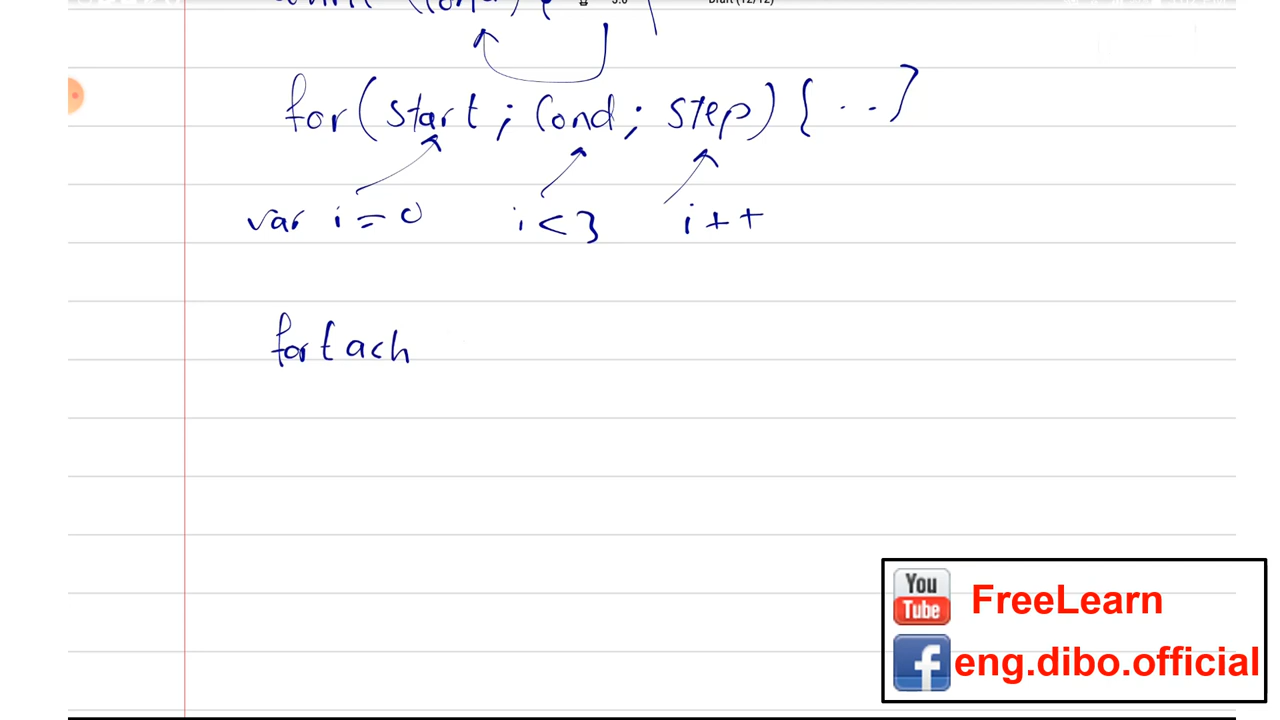 for(start; Cond; step) { .. }
var i=0 i<3 i++
forEach
You
Tube
FreeLearn
f
eng.dibo.official